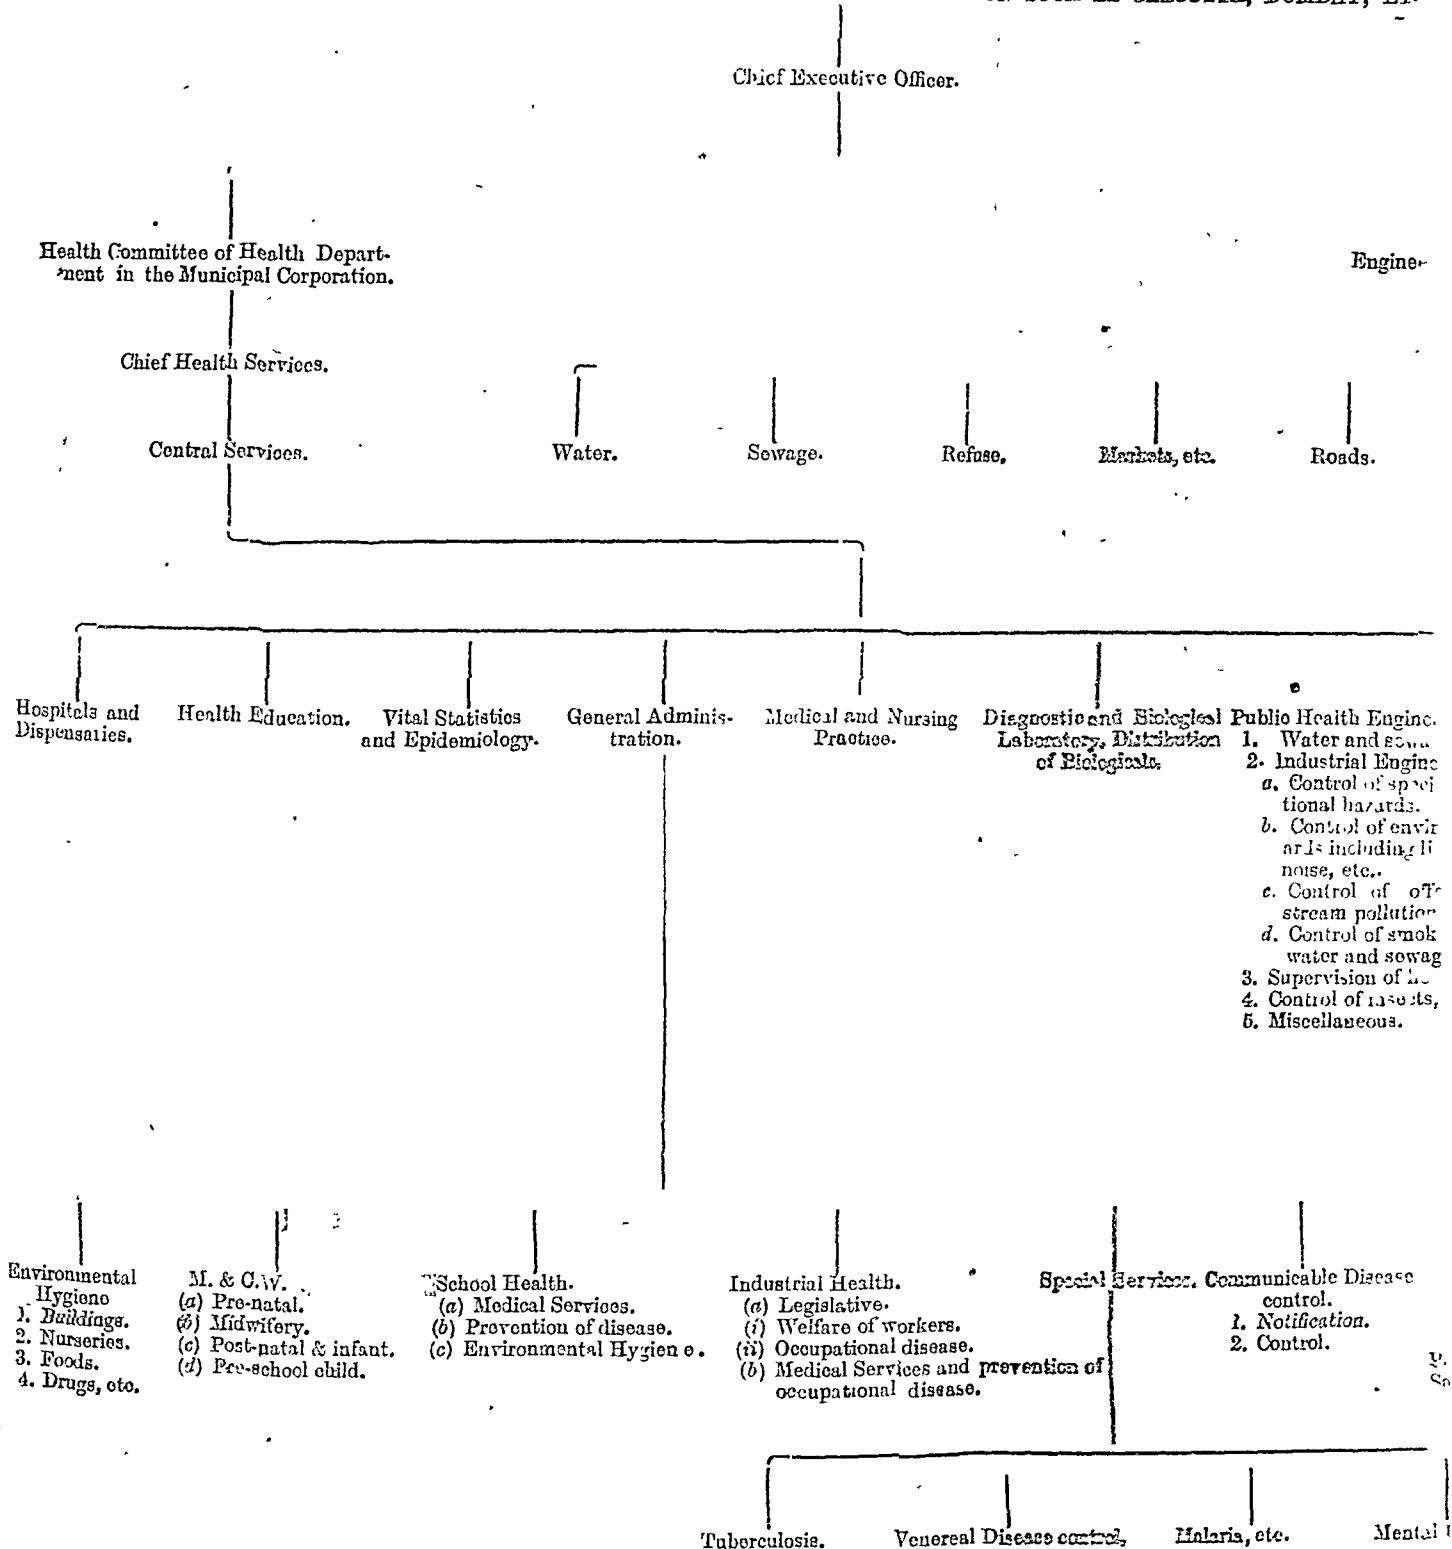 Chief Executive Officer.
Health Committee of Health Depart-
ment in the Municipal Corporation.
Engine-
Chief Health Services.
Central Services.
Water.
Sewage.
Refuse.
Markets, etc.
Roads.
Hospitals and
Dispensaries.
Health Education.
Vital Statistics
and Epidemiology.
General Adminis-
tration.
Medical and Nursing
Practice.
Diagnostic and Biological
Laboratory, Distribution
of Biologicals.
Public Health Engine
1. Water and
2. Industrial Engine
a. Control of speci
tional hazards.
b. Control of envir
ards including li
noise, etc.
c. Control of
stream pollution
d. Control of smok
water and sewag
3. Supervision of
4. Control of insects,
5. Miscellaneous.
Environmental
Hygiene
1. Buildings.
2. Nurseries.
3. Foods.
4. Drugs, etc.
M. & C.W.
(a) Pre-natal.
(b) Midwifery.
(c) Post-natal & infant.
(d) Pre-school child.
School Health.
(a) Medical Services.
(b) Prevention of disease.
(c) Environmental Hygiene.
Industrial Health.
(a) Legislative.
(i) Welfare of workers.
(ii) Occupational disease.
(b) Medical Services and prevention of
occupational disease.
Special Services.
Communicable Disease
control.
1. Notification.
2. Control.
Tuberculosis.
Venereal Disease control,
Malaria, etc.
Mental